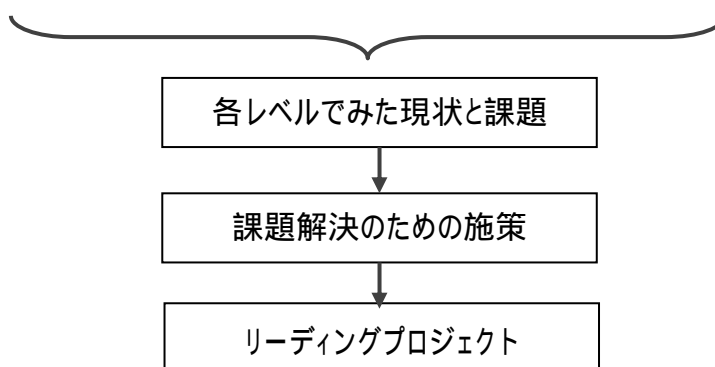 各レベルでみた現状と課題
課題解決のための施策
リーディングプロジェクト